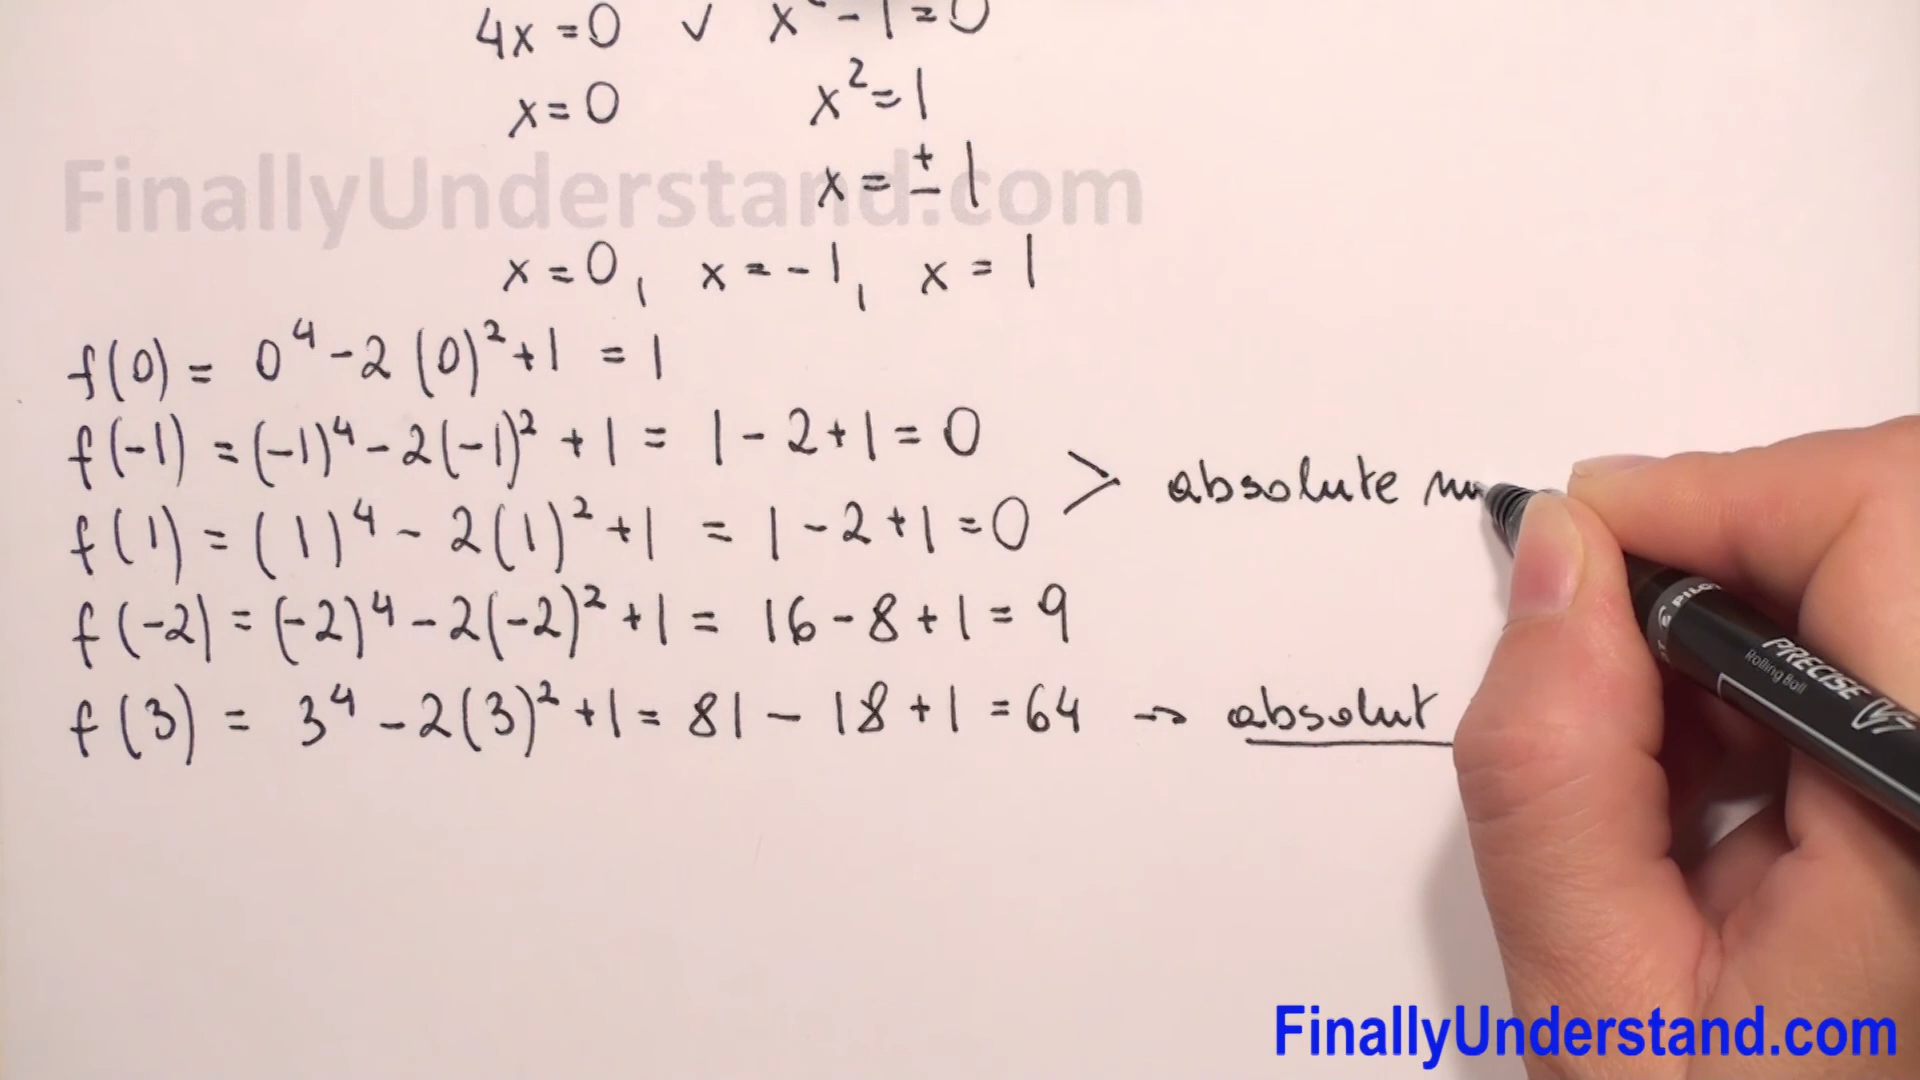 4x = 0 ∨ x² - 1 = 0
x = 0 x² = 1
FinallyUnderstand.com
x = ± 1
x = 0, x = -1, x = 1
f(0) = 0⁴ - 2(0)² + 1 = 1
f(-1) = (-1)⁴ - 2(-1)² + 1 = 1 - 2 + 1 = 0
> absolute
f(1) = (1)⁴ - 2(1)² + 1 = 1 - 2 + 1 = 0
f(-2) = (-2)⁴ - 2(-2)² + 1 = 16 - 8 + 1 = 9
f(3) = 3⁴ - 2(3)² + 1 = 81 - 18 + 1 = 64 → absolut
PILOT
PRECISE V7
Rolling Ball
FinallyUnderstand.com